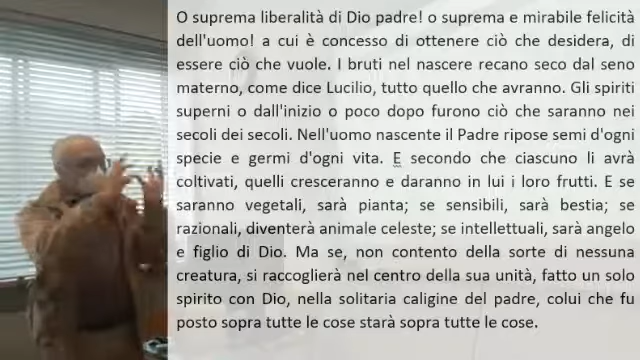 O suprema liberalità di Dio padre! o suprema e mirabile felicità
dell'uomo! a cui è concesso di ottenere ciò che desidera, di
essere ciò che vuole. I bruti nel nascere recano seco dal seno
materno, come dice Lucilio, tutto quello che avranno. Gli spiriti
superni o dall'inizio o poco dopo furono ciò che saranno nei
secoli dei secoli. Nell'uomo nascente il Padre ripose semi d'ogni
specie e germi d'ogni vita. E secondo che ciascuno li avrà
coltivati, quelli cresceranno e daranno in lui i loro frutti. E se
saranno vegetali, sarà pianta; se sensibili, sarà bestia; se
razionali, diventerà animale celeste; se intellettuali, sarà angelo
e figlio di Dio. Ma se, non contento della sorte di nessuna
creatura, si raccoglierà nel centro della sua unità, fatto un solo
spirito con Dio, nella solitaria caligine del padre, colui che fu
posto sopra tutte le cose starà sopra tutte le cose.